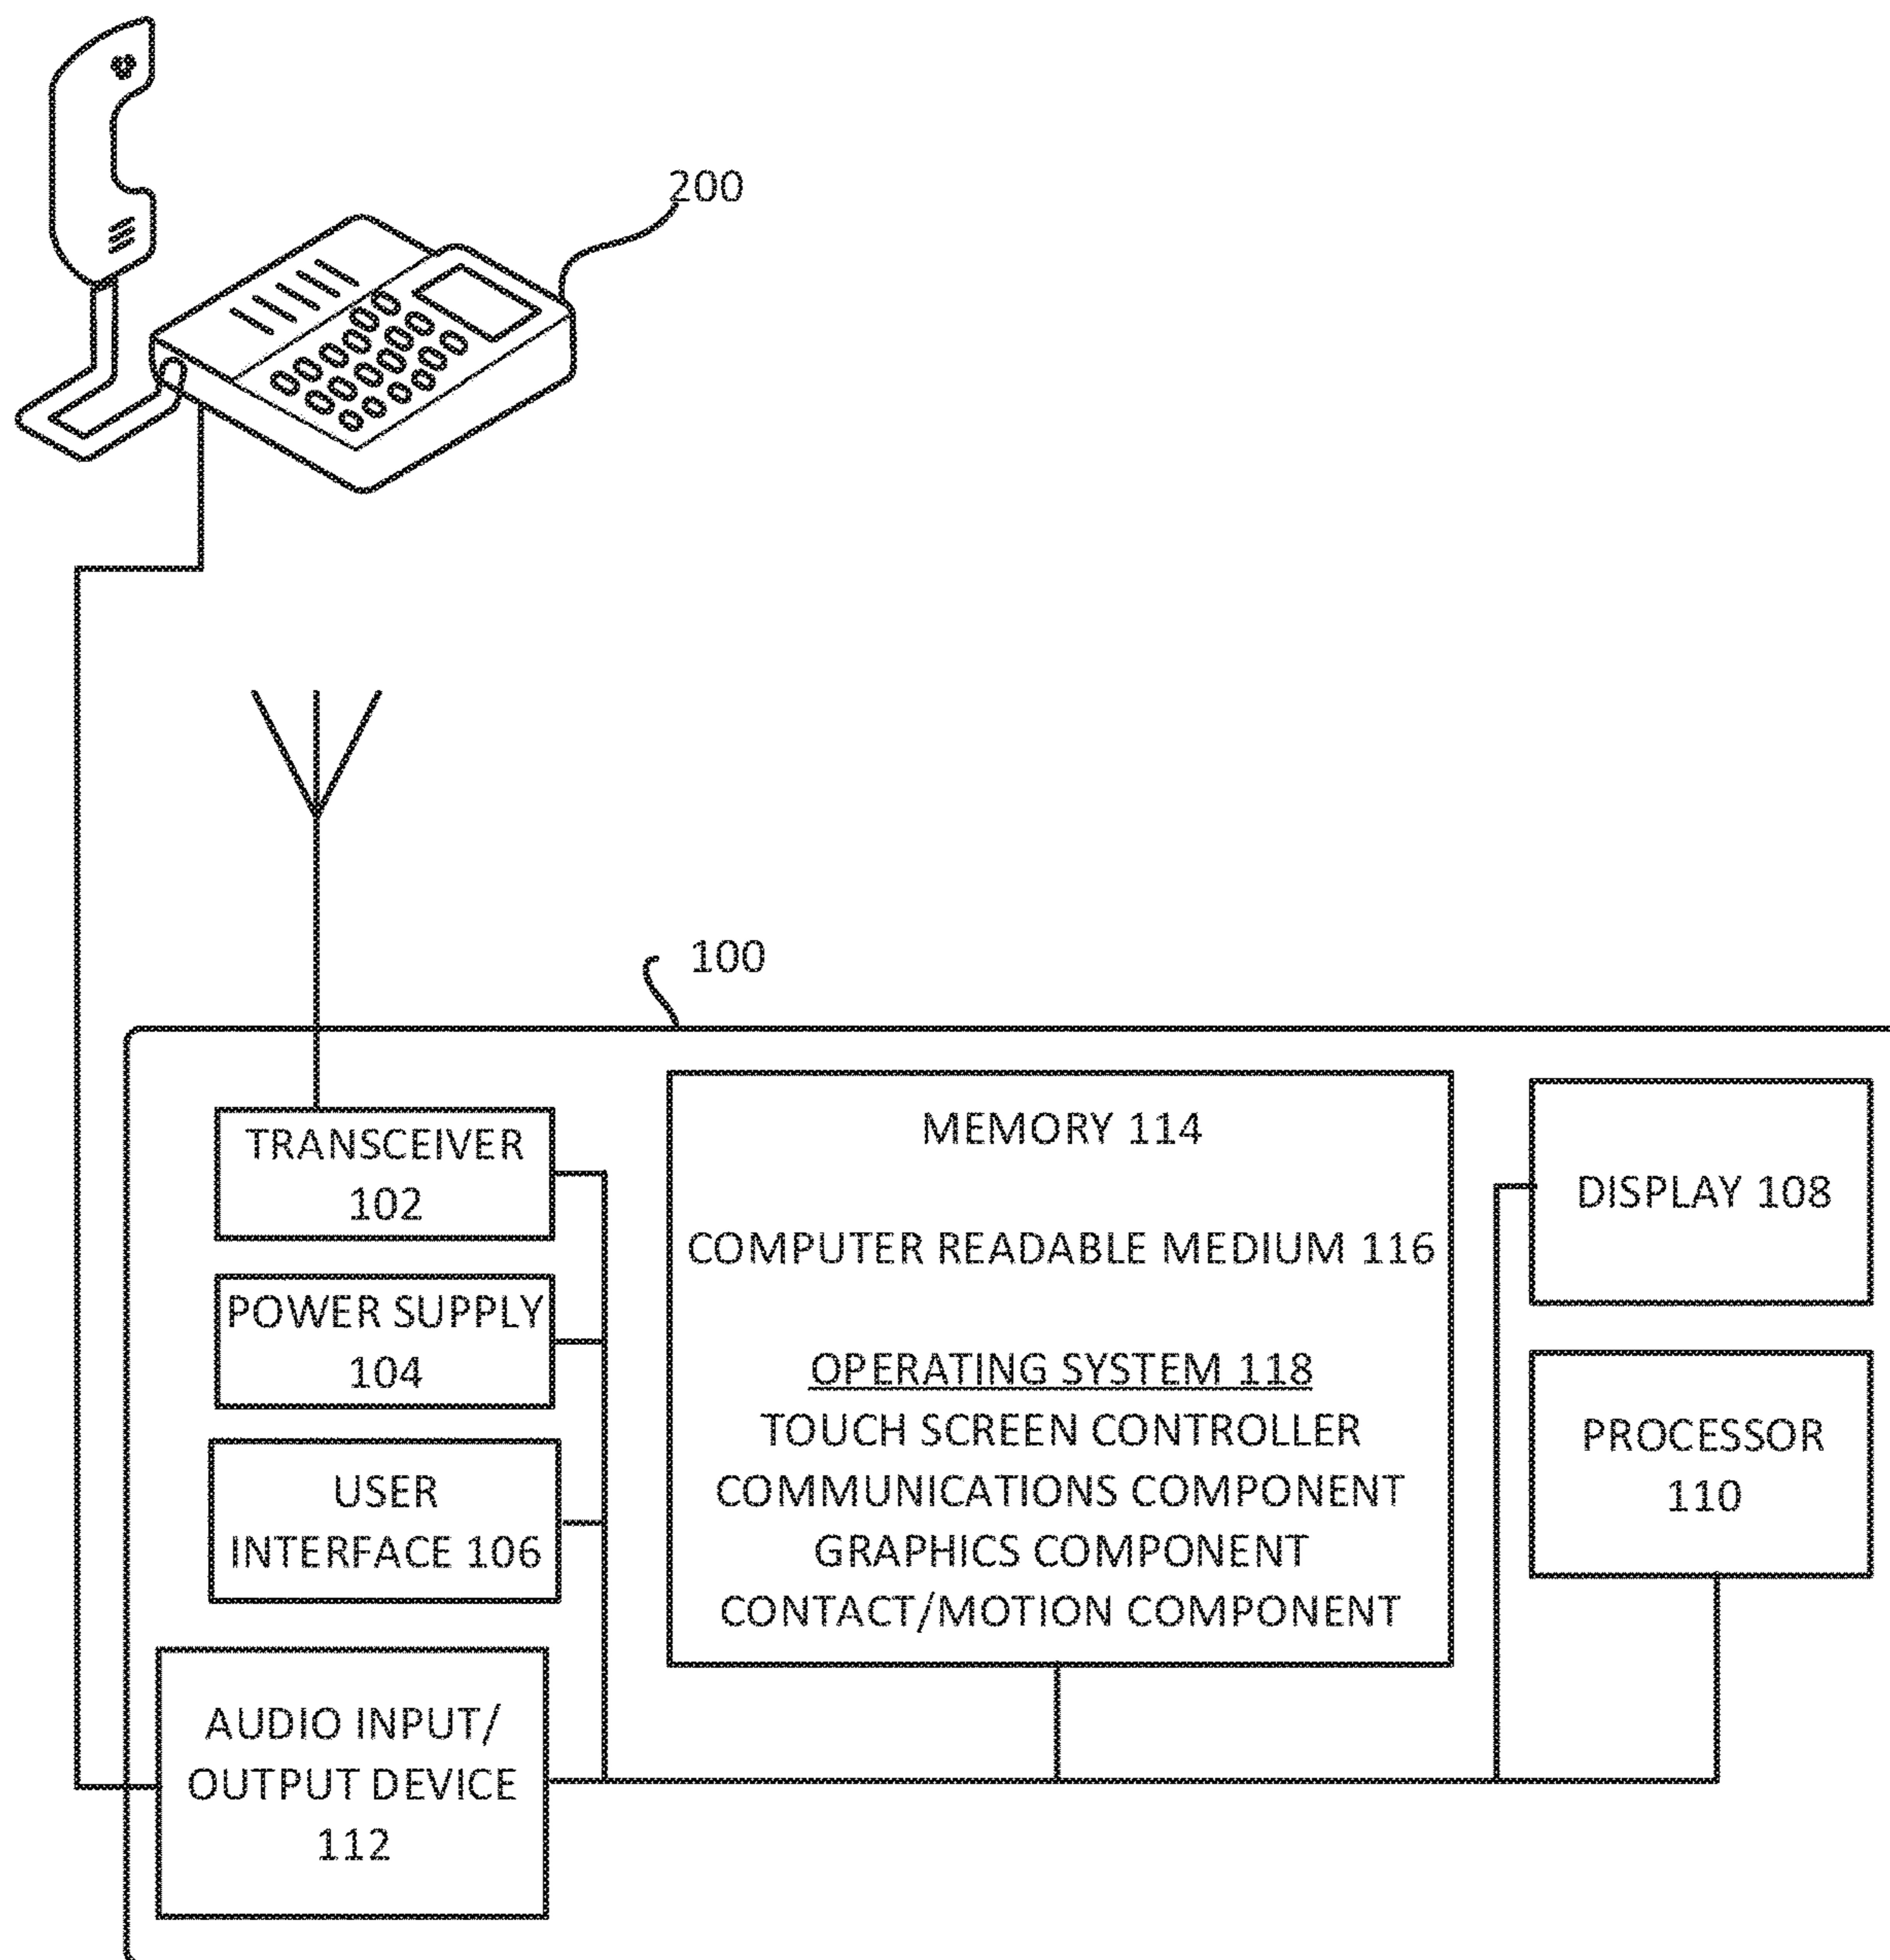 200
100
TRANSCEIVER
102
POWER SUPPLY
104
USER
INTERFACE 106
AUDIO INPUT/
OUTPUT DEVICE
112
MEMORY 114
COMPUTER READABLE MEDIUM 116
OPERATING SYSTEM 118
TOUCH SCREEN CONTROLLER
COMMUNICATIONS COMPONENT
GRAPHICS COMPONENT
CONTACT/MOTION COMPONENT
DISPLAY 108
PROCESSOR
110